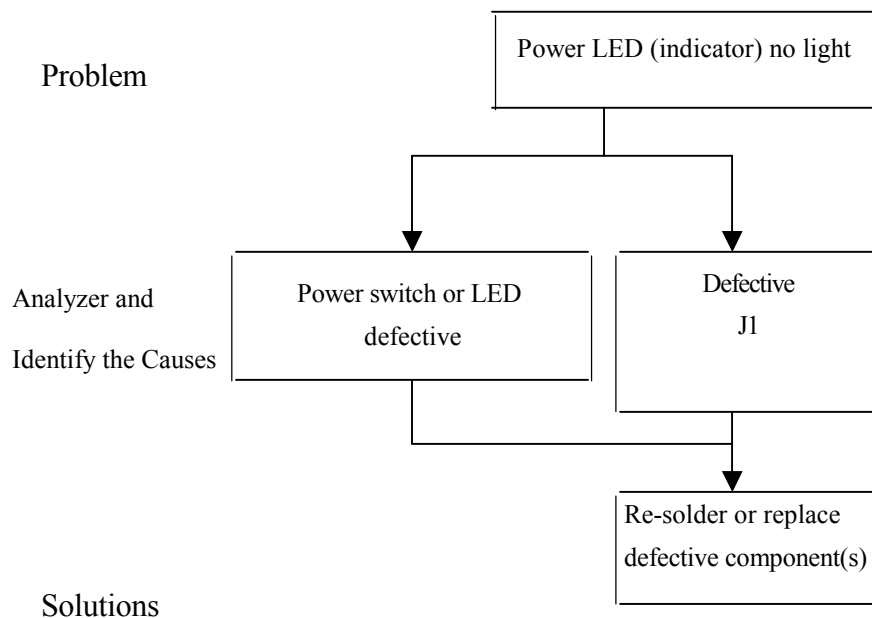 Power LED (indicator) no light
Problem
Analyzer and
Identify the Causes
Power switch or LED
defective
Defective
J1
Re-solder or replace
defective component(s)
Solutions